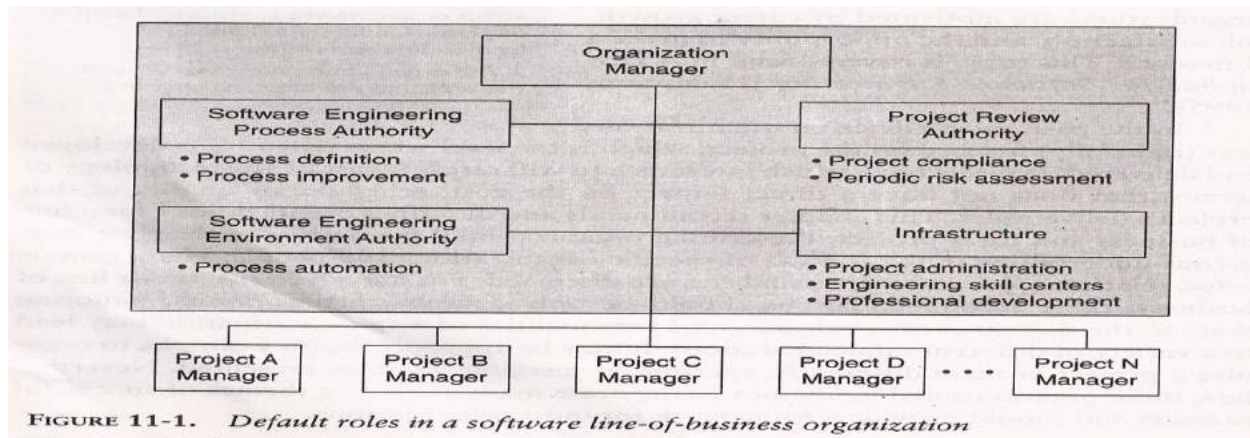 Organization
Manager
Software Engineering
Process Authority
• Process definition
• Process improvement
Project Review
Authority
• Project compliance
• Periodic risk assessment
Software Engineering
Environment Authority
• Process automation
Infrastructure
• Project administration
• Engineering skill centers
• Professional development
Project A
Manager
Project B
Manager
Project C
Manager
Project D
Manager
• • • •
Project N
Manager
FIGURE 11-1. Default roles in a software line-of-business organization